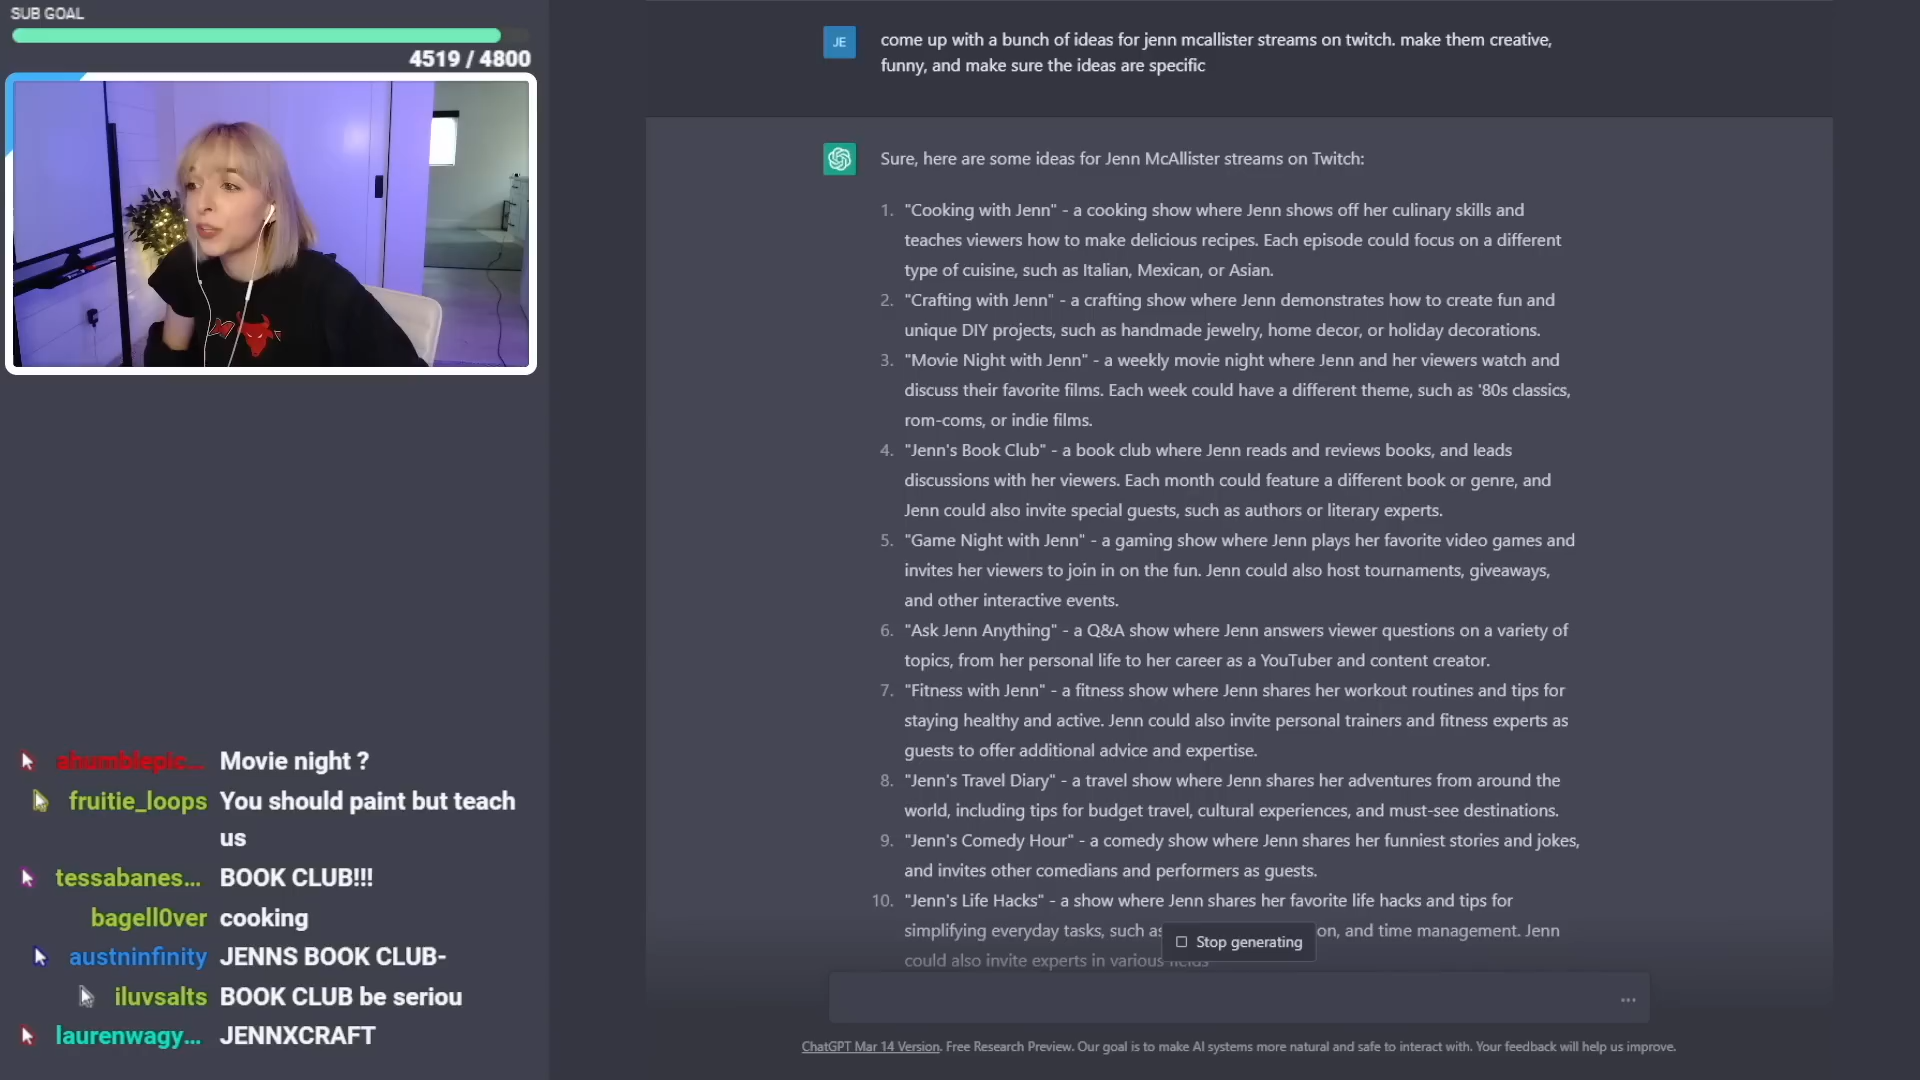 SUB GOAL
4519 / 4800
JE
come up with a bunch of ideas for jenn mcallister streams on twitch. make them creative,
funny, and make sure the ideas are specific
Sure, here are some ideas for Jenn McAllister streams on Twitch:
1. "Cooking with Jenn" - a cooking show where Jenn shows off her culinary skills and
teaches viewers how to make delicious recipes. Each episode could focus on a different
type of cuisine, such as Italian, Mexican, or Asian.
2. "Crafting with Jenn" - a crafting show where Jenn demonstrates how to create fun and
unique DIY projects, such as handmade jewelry, home decor, or holiday decorations.
3. "Movie Night with Jenn" - a weekly movie night where Jenn and her viewers watch and
discuss their favorite films. Each week could have a different theme, such as '80s classics,
rom-coms, or indie films.
4. "Jenn's Book Club" - a book club where Jenn reads and reviews books, and leads
discussions with her viewers. Each month could feature a different book or genre, and
Jenn could also invite special guests, such as authors or literary experts.
5. "Game Night with Jenn" - a gaming show where Jenn plays her favorite video games and
invites her viewers to join in on the fun. Jenn could also host tournaments, giveaways,
and other interactive events.
6. "Ask Jenn Anything" - a Q&A show where Jenn answers viewer questions on a variety of
topics, from her personal life to her career as a YouTuber and content creator.
7. "Fitness with Jenn" - a fitness show where Jenn shares her workout routines and tips for
staying healthy and active. Jenn could also invite personal trainers and fitness experts as
guests to offer additional advice and expertise.
8. "Jenn's Travel Diary" - a travel show where Jenn shares her adventures from around the
world, including tips for budget travel, cultural experiences, and must-see destinations.
9. "Jenn's Comedy Hour" - a comedy show where Jenn shares her funniest stories and jokes,
and invites other comedians and performers as guests.
10. "Jenn's Life Hacks" - a show where Jenn shares her favorite life hacks and tips for
simplifying everyday tasks, such as on, and time management. Jenn
could also invite experts in various fields
Stop generating
ChatGPT Mar 14 Version. Free Research Preview. Our goal is to make AI systems more natural and safe to interact with. Your feedback will help us improve.
ahumblepic... Movie night ?
fruitie_loops You should paint but teach
us
tessabanes... BOOK CLUB!!!
bagell0ver cooking
austninfinity JENNS BOOK CLUB-
iluvsalts BOOK CLUB be seriou
laurenwagy... JENNXCRAFT